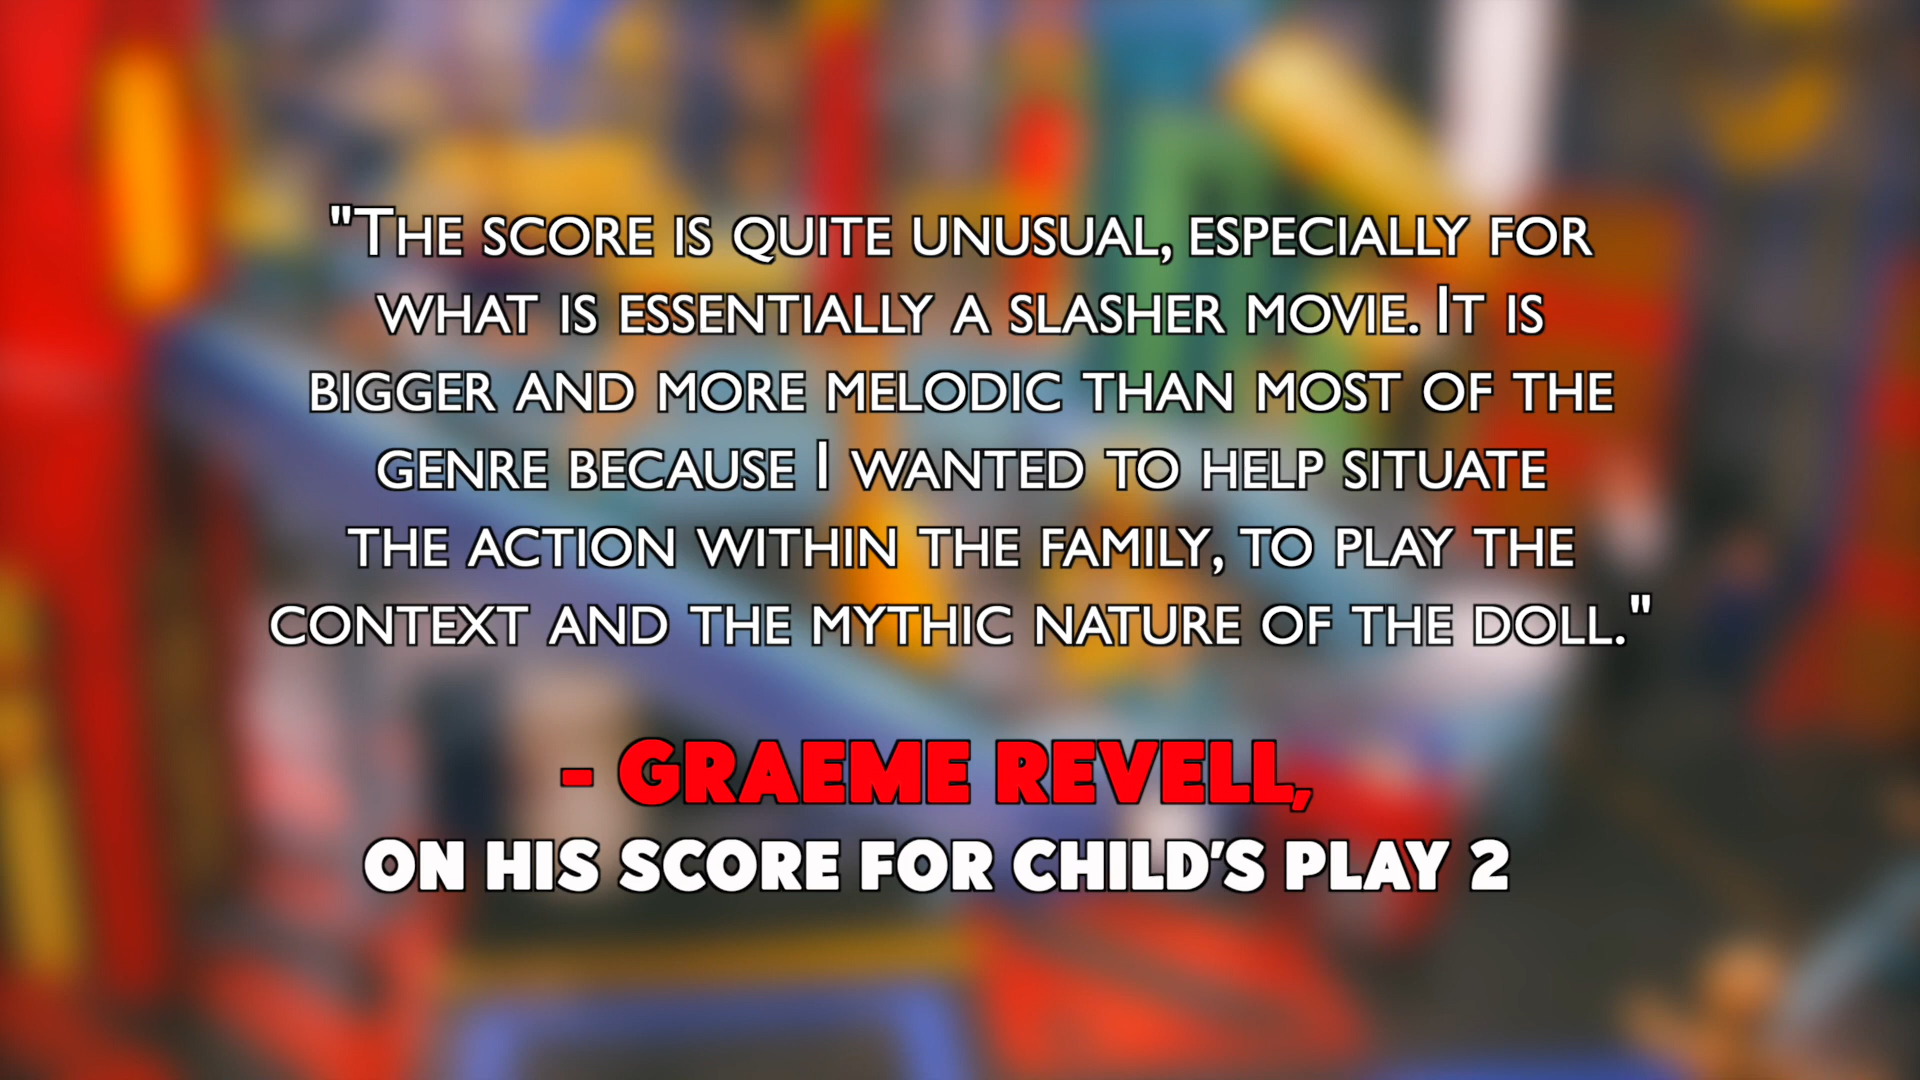 "The score is quite unusual, especially for
what is essentially a slasher movie. It is
bigger and more melodic than most of the
genre because I wanted to help situate
the action within the family, to play the
context and the mythic nature of the doll."
- GRAEME REVELL,
ON HIS SCORE FOR CHILD'S PLAY 2